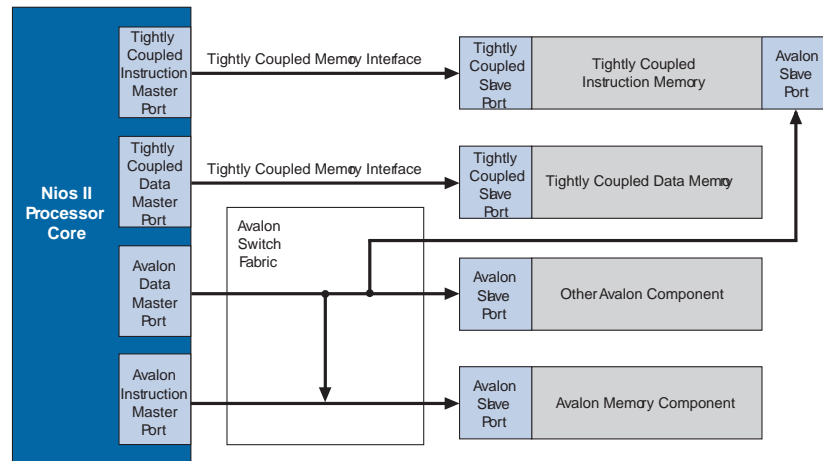 Tightly
Coupled
Instruction
Master
Port
Tightly Coupled Memory Interface
Tightly
Coupled
Slave
Port
Tightly Coupled
Instruction Memory
Avalon
Slave
Port
Tightly
Coupled
Data
Master
Port
Tightly Coupled Memory Interface
Tightly
Coupled
Slave
Port
Tightly Coupled Data Memory
Nios II
Processor
Core
Avalon
Switch
Fabric
Avalon
Data
Master
Port
Avalon
Slave
Port
Other Avalon Component
Avalon
Instruction
Master
Port
Avalon
Slave
Port
Avalon Memory Component